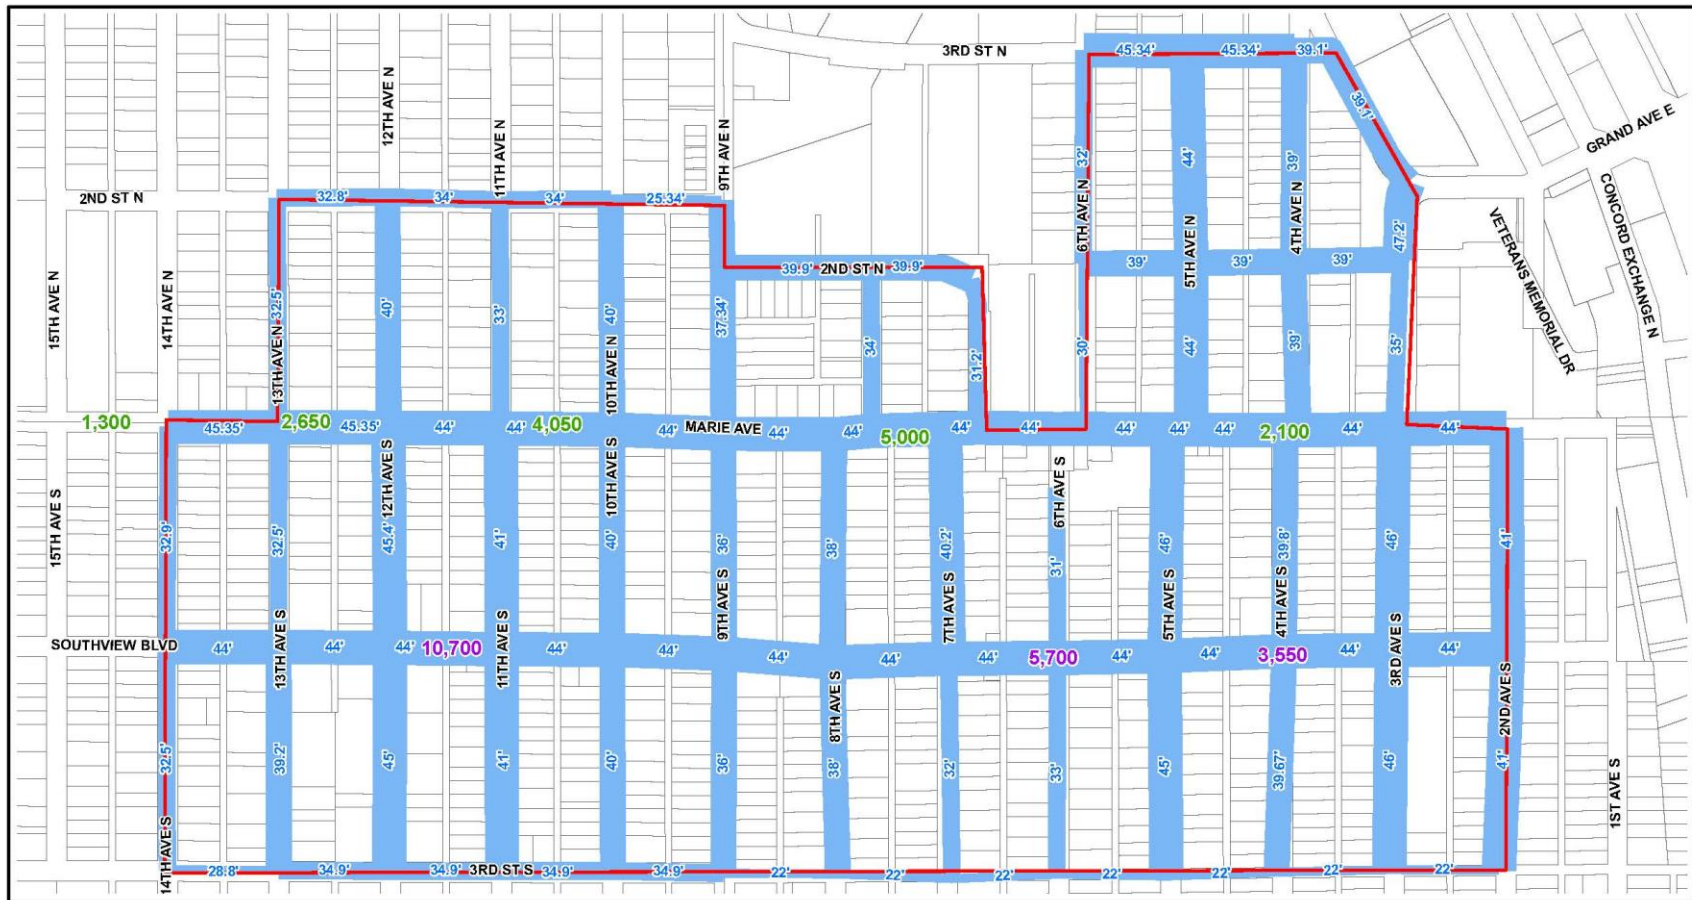 3RD ST N
45.34'
45.34'
39.1'
39.1'
GRAND AVE E
12TH AVE N
11TH AVE N
9TH AVE N
32'
44'
39'
CONCORD EXCHANGE N
VETERANS MEMORIAL DR
2ND ST N
32.8'
34'
34'
25.34'
6TH AVE N
5TH AVE N
4TH AVE N
47.2'
39'
39'
39'
39.9'
2ND ST N
39.9'
15TH AVE N
14TH AVE N
13TH AVE N
32.5'
40'
33'
10TH AVE N
40'
37.34'
34'
31.2'
30'
44'
39'
35'
1,300
45.35'
2,650
45.35'
44'
44'
4,050
44'
MARIE AVE
44'
44'
5,000
44'
44'
44'
44'
44'
2,100
44'
44'
15TH AVE S
32.9'
32.5'
12TH AVE S
45.4'
41'
10TH AVE S
40'
36'
38'
40.2'
6TH AVE S
31'
46'
39.8'
46'
41'
SOUTHVIEW BLVD
44'
13TH AVE S
44'
44'
10,700
11TH AVE S
44'
44'
9TH AVE S
44'
44'
7TH AVE S
44'
5,700
44'
5TH AVE S
44'
4TH AVE S
3,550
44'
3RD AVE S
44'
2ND AVE S
8TH AVE S
32.5'
39.2'
45'
41'
40'
36'
38'
32'
33'
45'
39.67'
46'
41'
1ST AVE S
14TH AVE S
28.8'
34.9'
34.9'
3RD ST S
34.9'
34.9'
22'
22'
22'
22'
22'
22'
22'